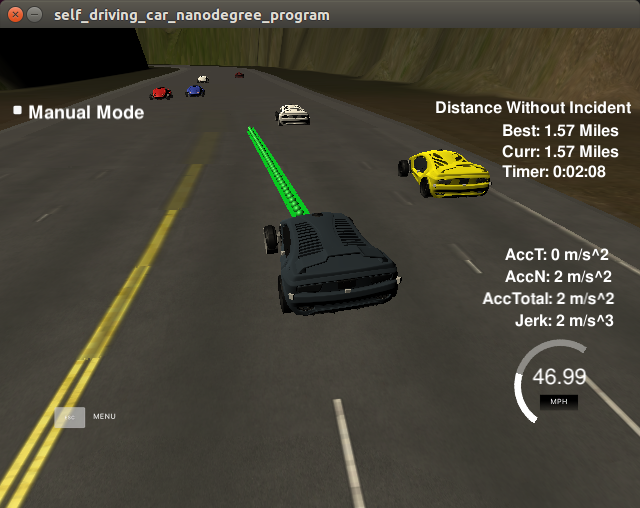 self_driving_car_nanodegree_program
Manual Mode
Distance Without Incident
Best: 1.57 Miles
Curr: 1.57 Miles
Timer: 0:02:08
AccT: 0 m/s^2
AccN: 2 m/s^2
AccTotal: 2 m/s^2
Jerk: 2 m/s^3
46.99
MPH
MENU